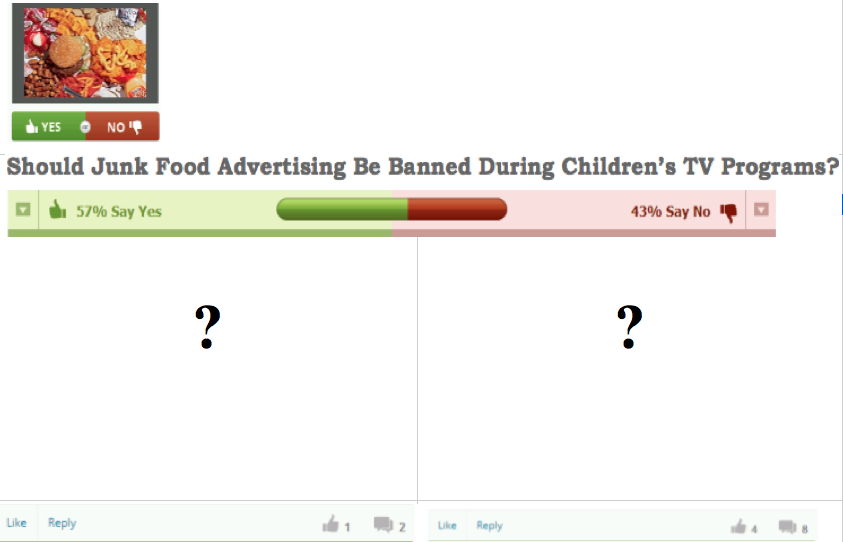 YES or NO
Should Junk Food Advertising Be Banned During Children's TV Programs?
57% Say Yes 43% Say No
? ?
Like Reply 1 2 Like Reply 4 8